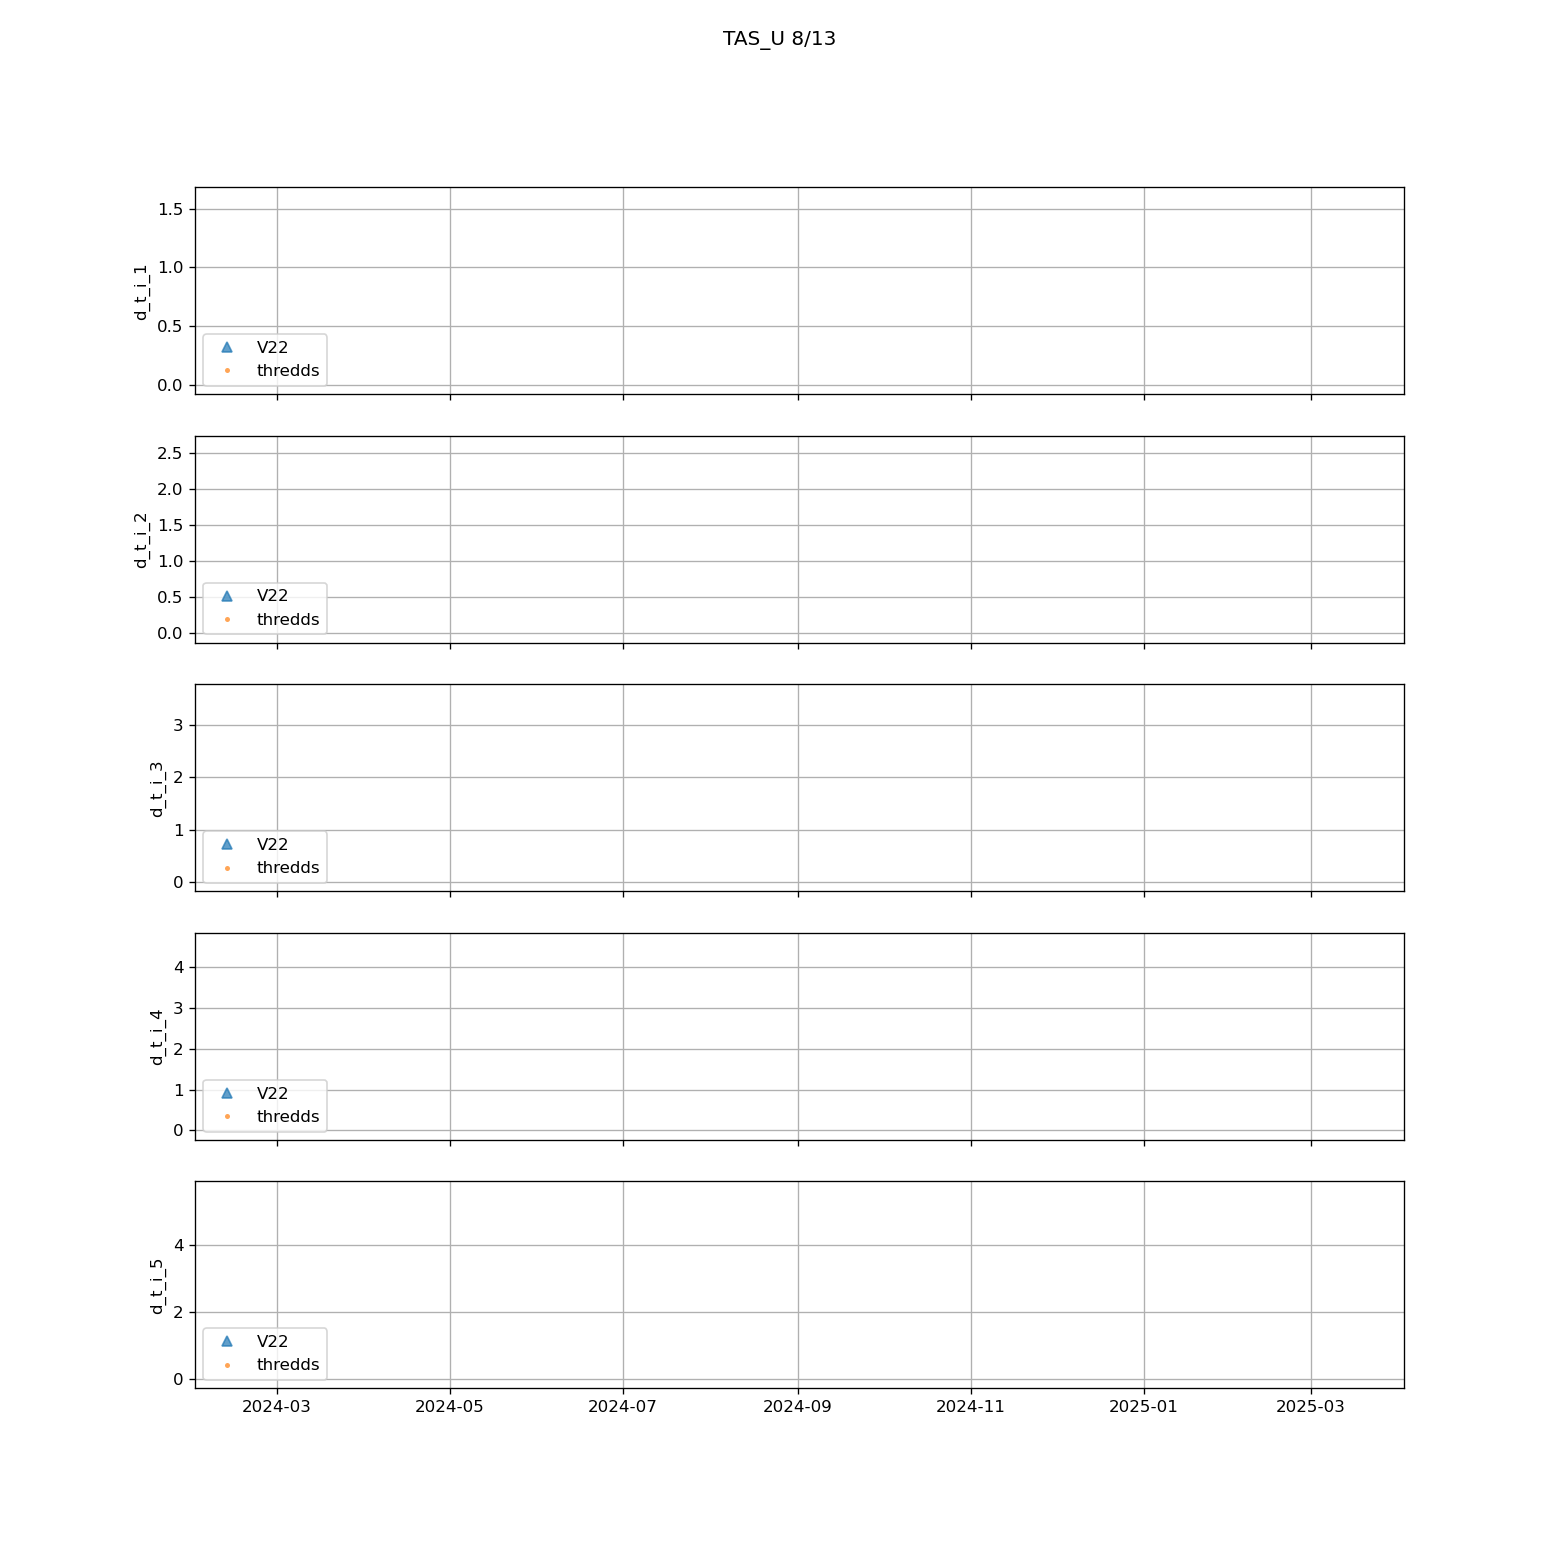 TAS_U 8/13
d_t_i_1
1.5
1.0
0.5
0.0
V22
thredds
d_t_i_2
2.5
2.0
1.5
1.0
0.5
0.0
V22
thredds
d_t_i_3
3
2
1
0
V22
thredds
d_t_i_4
4
3
2
1
0
V22
thredds
d_t_i_5
4
2
0
V22
thredds
2024-03 2024-05 2024-07 2024-09 2024-11 2025-01 2025-03